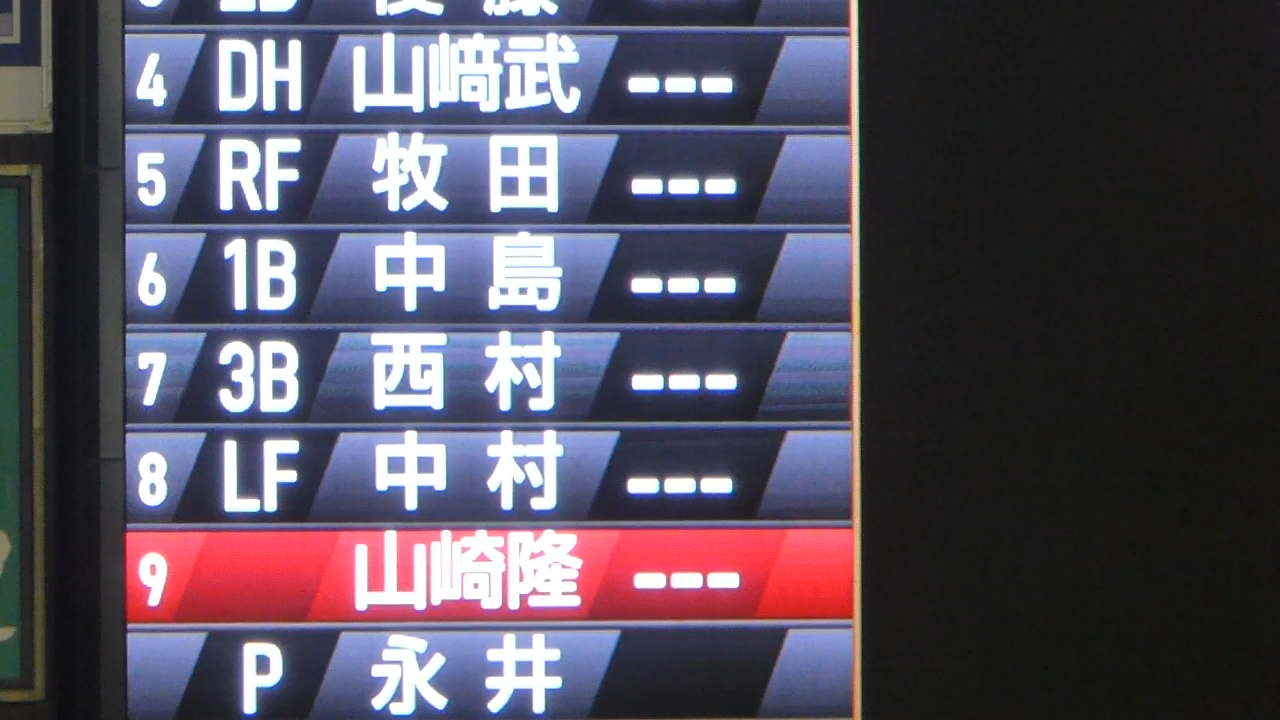 4 DH 山﨑武 ---
5 RF 牧田 ---
6 1B 中島 ---
7 3B 西村 ---
8 LF 中村 ---
9 山崎隆 ---
P 永井